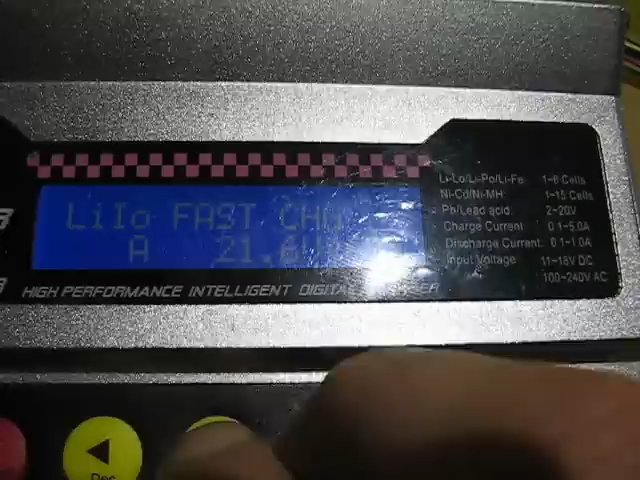 LiIo FAST CHG
A 21.6
HIGH PERFORMANCE INTELLIGENT DIGITAL
Li-Lo/Li-Po/Li-Fe: 1~6 Cells
Ni-Cd/Ni-MH: 1~15 Cells
Pb/Lead acid: 2~20V
Charge Current: 0.1~5.0A
Discharge Current: 0.1~1.0A
Input Voltage: 11~18V DC
100~240V AC
Dec